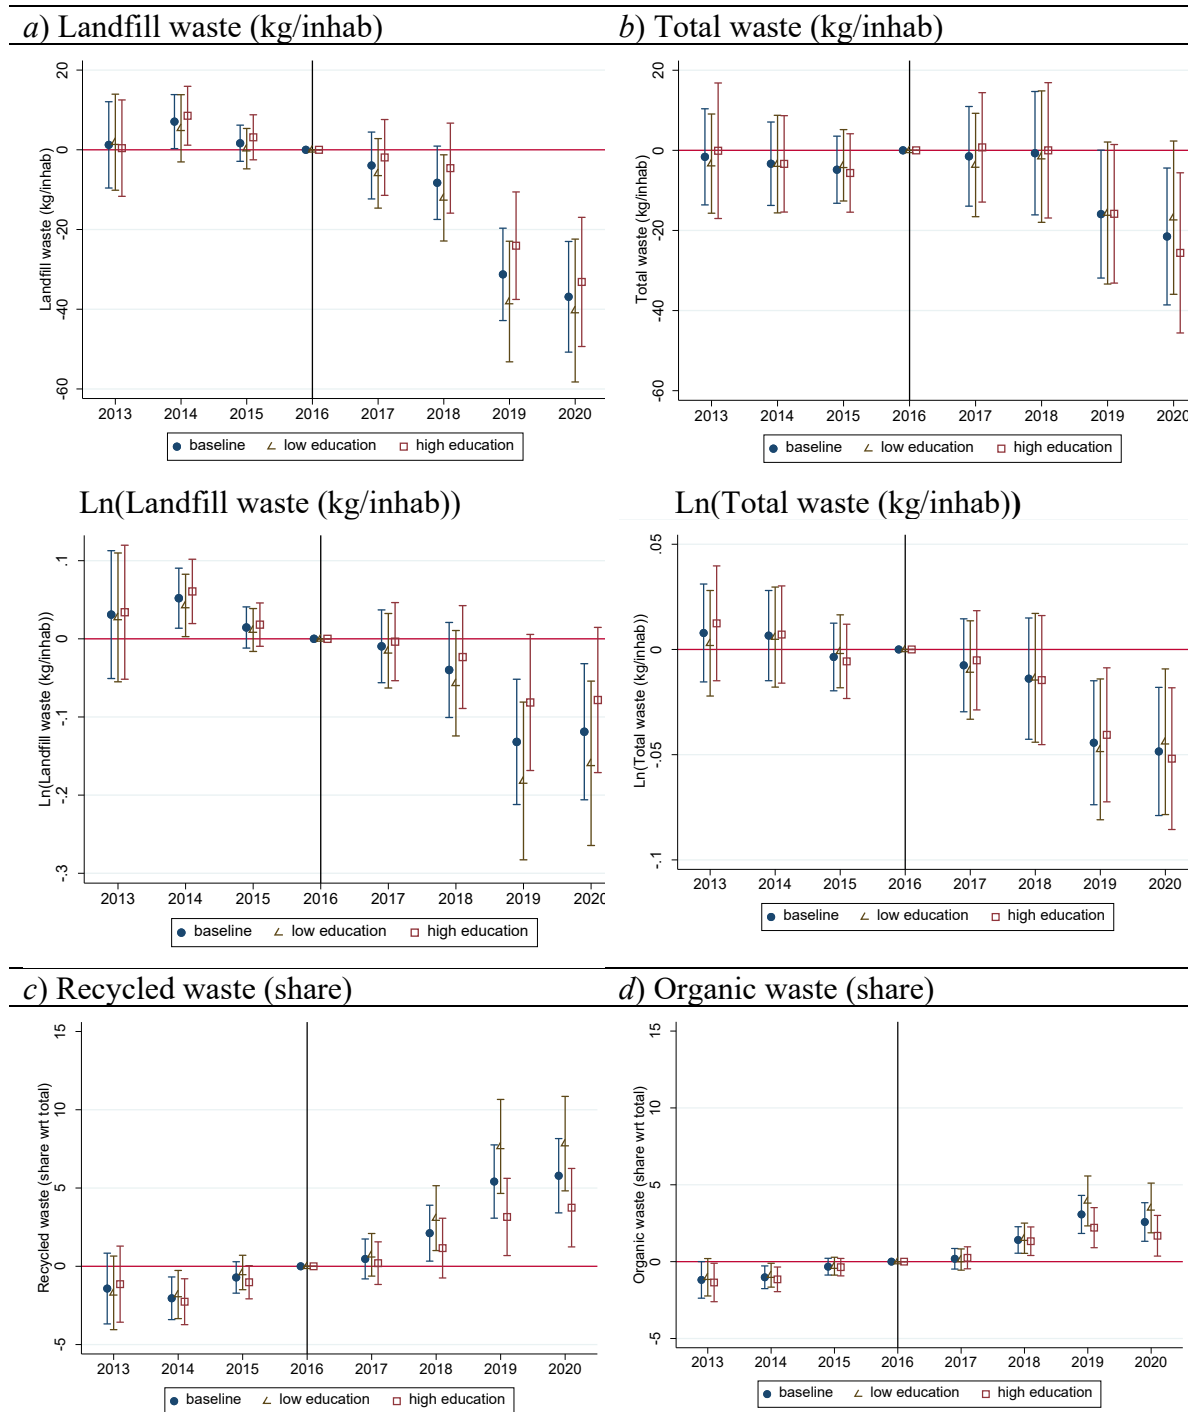 a) Landfill waste (kg/inhab)
20
0
-20
-40
-60
Landfill waste (kg/inhab)
2013 2014 2015 2016 2017 2018 2019 2020
baseline low education high education
b) Total waste (kg/inhab)
20
0
-20
-40
-60
Total waste (kg/inhab)
2013 2014 2015 2016 2017 2018 2019 2020
baseline low education high education
Ln(Landfill waste (kg/inhab))
.1
0
-.1
-.2
-.3
Ln(Landfill waste (kg/inhab))
2013 2014 2015 2016 2017 2018 2019 2020
baseline low education high education
Ln(Total waste (kg/inhab))
.05
0
-.05
-.1
Ln(Total waste (kg/inhab))
2013 2014 2015 2016 2017 2018 2019 2020
baseline low education high education
c) Recycled waste (share)
15
10
5
0
-5
Recycled waste (share wrt total)
2013 2014 2015 2016 2017 2018 2019 2020
baseline low education high education
d) Organic waste (share)
15
10
5
0
-5
Organic waste (share wrt total)
2013 2014 2015 2016 2017 2018 2019 2020
baseline low education high education